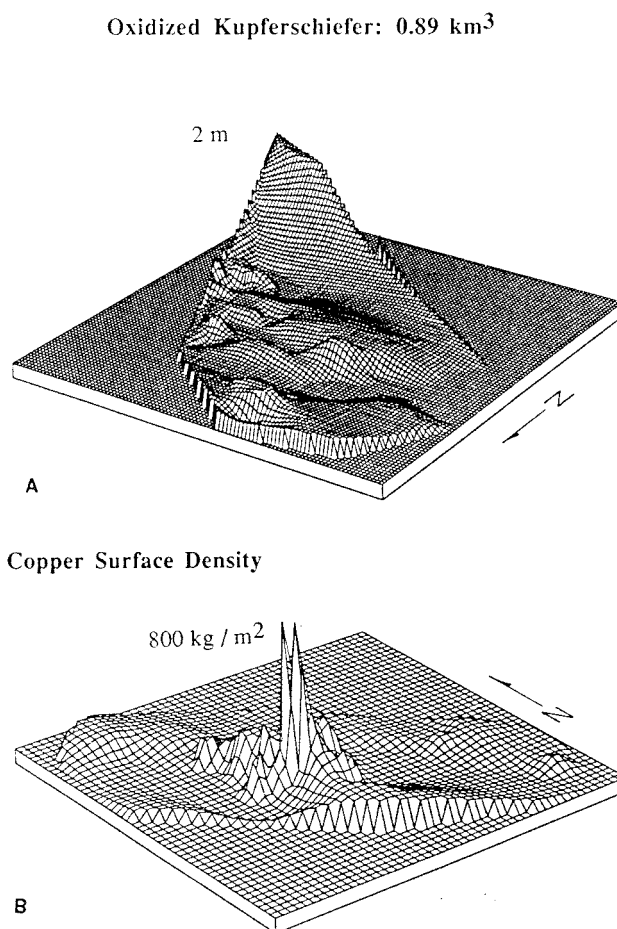 Oxidized Kupferschiefer: 0.89 km3
2 m
N
A
Copper Surface Density
800 kg / m2
N
B